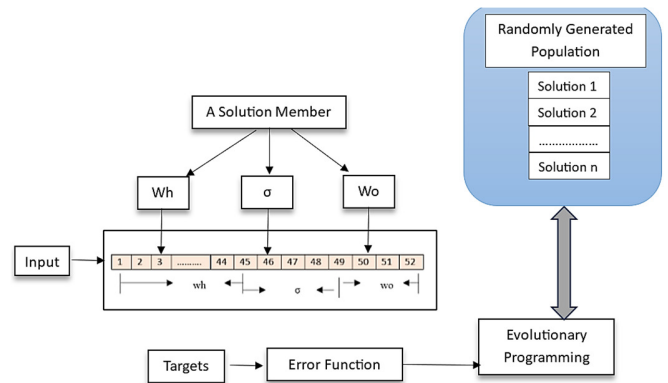 Randomly Generated
Population
Solution 1
Solution 2
..................
Solution n
A Solution Member
Wh
σ
Wo
Input
1 2 3 .......... 44 45 46 47 48 49 50 51 52
wh σ wo
Targets
Error Function
Evolutionary
Programming